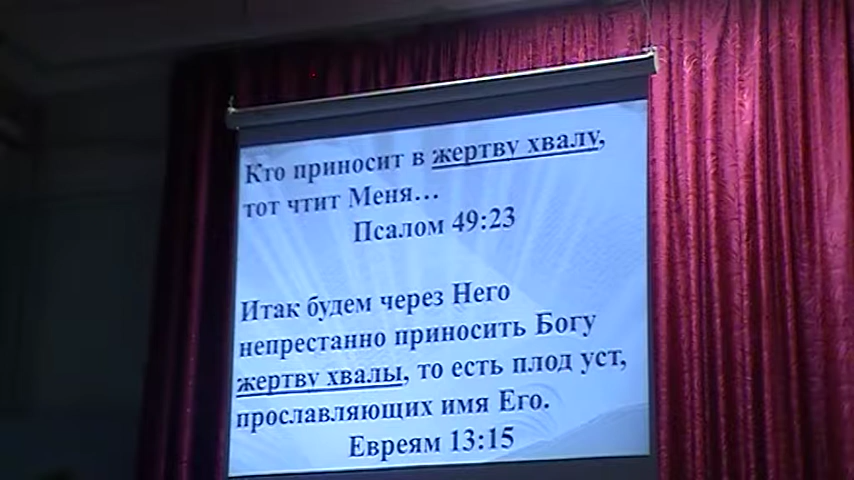 Кто приносит в жертву хвалу,
тот чтит Меня...
Псалом 49:23
Итак будем через Него
непрестанно приносить Богу
жертву хвалы, то есть плод уст,
прославляющих имя Его.
Евреям 13:15